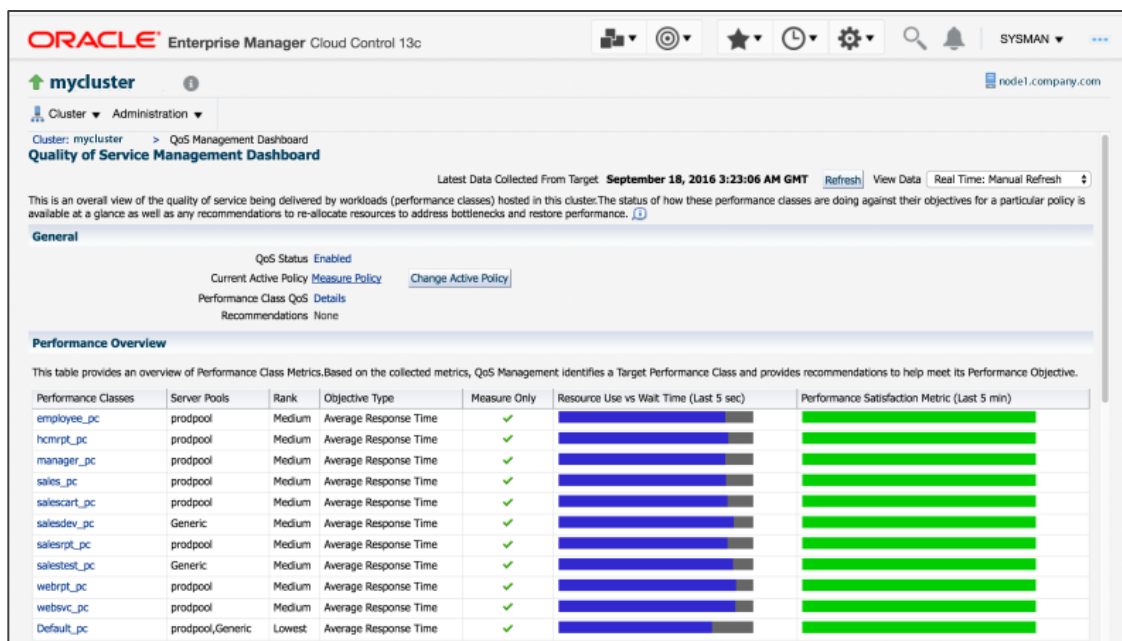 ORACLE Enterprise Manager Cloud Control 13c SYSMAN
mycluster node1.company.com
Cluster Administration
Cluster: mycluster > QoS Management Dashboard
Quality of Service Management Dashboard
Latest Data Collected From Target September 18, 2016 3:23:06 AM GMT Refresh View Data Real Time: Manual Refresh
This is an overall view of the quality of service being delivered by workloads (performance classes) hosted in this cluster.The status of how these performance classes are doing against their objectives for a particular policy is
available at a glance as well as any recommendations to re-allocate resources to address bottlenecks and restore performance.
General
QoS Status Enabled
Current Active Policy Measure Policy Change Active Policy
Performance Class QoS Details
Recommendations None
Performance Overview
This table provides an overview of Performance Class Metrics.Based on the collected metrics, QoS Management identifies a Target Performance Class and provides recommendations to help meet its Performance Objective.
Performance Classes Server Pools Rank Objective Type Measure Only Resource Use vs Wait Time (Last 5 sec) Performance Satisfaction Metric (Last 5 min)
employee_pc prodpool Medium Average Response Time
hcmrpt_pc prodpool Medium Average Response Time
manager_pc prodpool Medium Average Response Time
sales_pc prodpool Medium Average Response Time
salescart_pc prodpool Medium Average Response Time
salesdev_pc Generic Medium Average Response Time
salesrpt_pc prodpool Medium Average Response Time
salestest_pc Generic Medium Average Response Time
webrpt_pc prodpool Medium Average Response Time
websvc_pc prodpool Medium Average Response Time
Default_pc prodpool,Generic Lowest Average Response Time